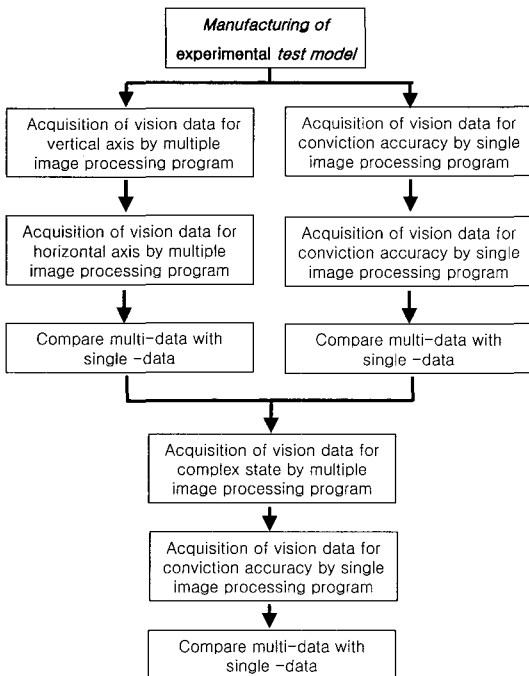 Manufacturing of
experimental test model
Acquisition of vision data for
vertical axis by multiple
image processing program
Acquisition of vision data for
conviction accuracy by single
image processing program
Acquisition of vision data for
horizontal axis by multiple
image processing program
Acquisition of vision data for
conviction accuracy by single
image processing program
Compare multi-data with
single -data
Compare multi-data with
single -data
Acquisition of vision data for
complex state by multiple
image processing program
Acquisition of vision data for
conviction accuracy by single
image processing program
Compare multi-data with
single -data